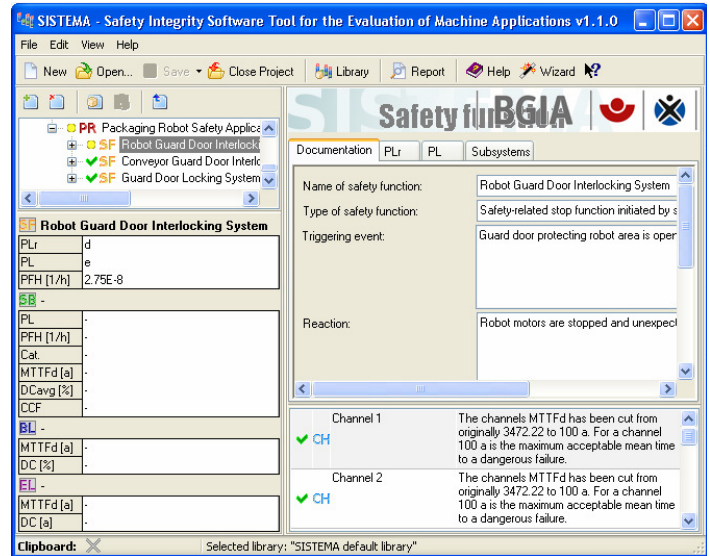 SISTEMA - Safety Integrity Software Tool for the Evaluation of Machine Applications v1.1.0
File Edit View Help
New Open... Save Close Project Library Report Help Wizard
PR Packaging Robot Safety Applica
SF Robot Guard Door Interlocki
SF Conveyor Guard Door Interlo
SF Guard Door Locking System
SISTEMA
Safety function
BGIA
Documentation PLr PL Subsystems
Name of safety function: Robot Guard Door Interlocking System
Type of safety function: Safety-related stop function initiated by s
Triggering event: Guard door protecting robot area is oper
Reaction: Robot motors are stopped and unexpect
SF Robot Guard Door Interlocking System
PLr d
PL e
PFH [1/h] 2.75E-8
SB -
PL -
PFH [1/h] -
Cat. -
MTTFd [a] -
DCavg [%] -
CCF -
BL -
MTTFd [a] -
DC [%] -
EL -
MTTFd [a] -
DC [a] -
Channel 1
CH
The channels MTTFd has been cut from
originally 3472.22 to 100 a. For a channel
100 a is the maximum acceptable mean time
to a dangerous failure.
Channel 2
CH
The channels MTTFd has been cut from
originally 3472.22 to 100 a. For a channel
100 a is the maximum acceptable mean time
to a dangerous failure.
Clipboard: Selected library: "SISTEMA default library"